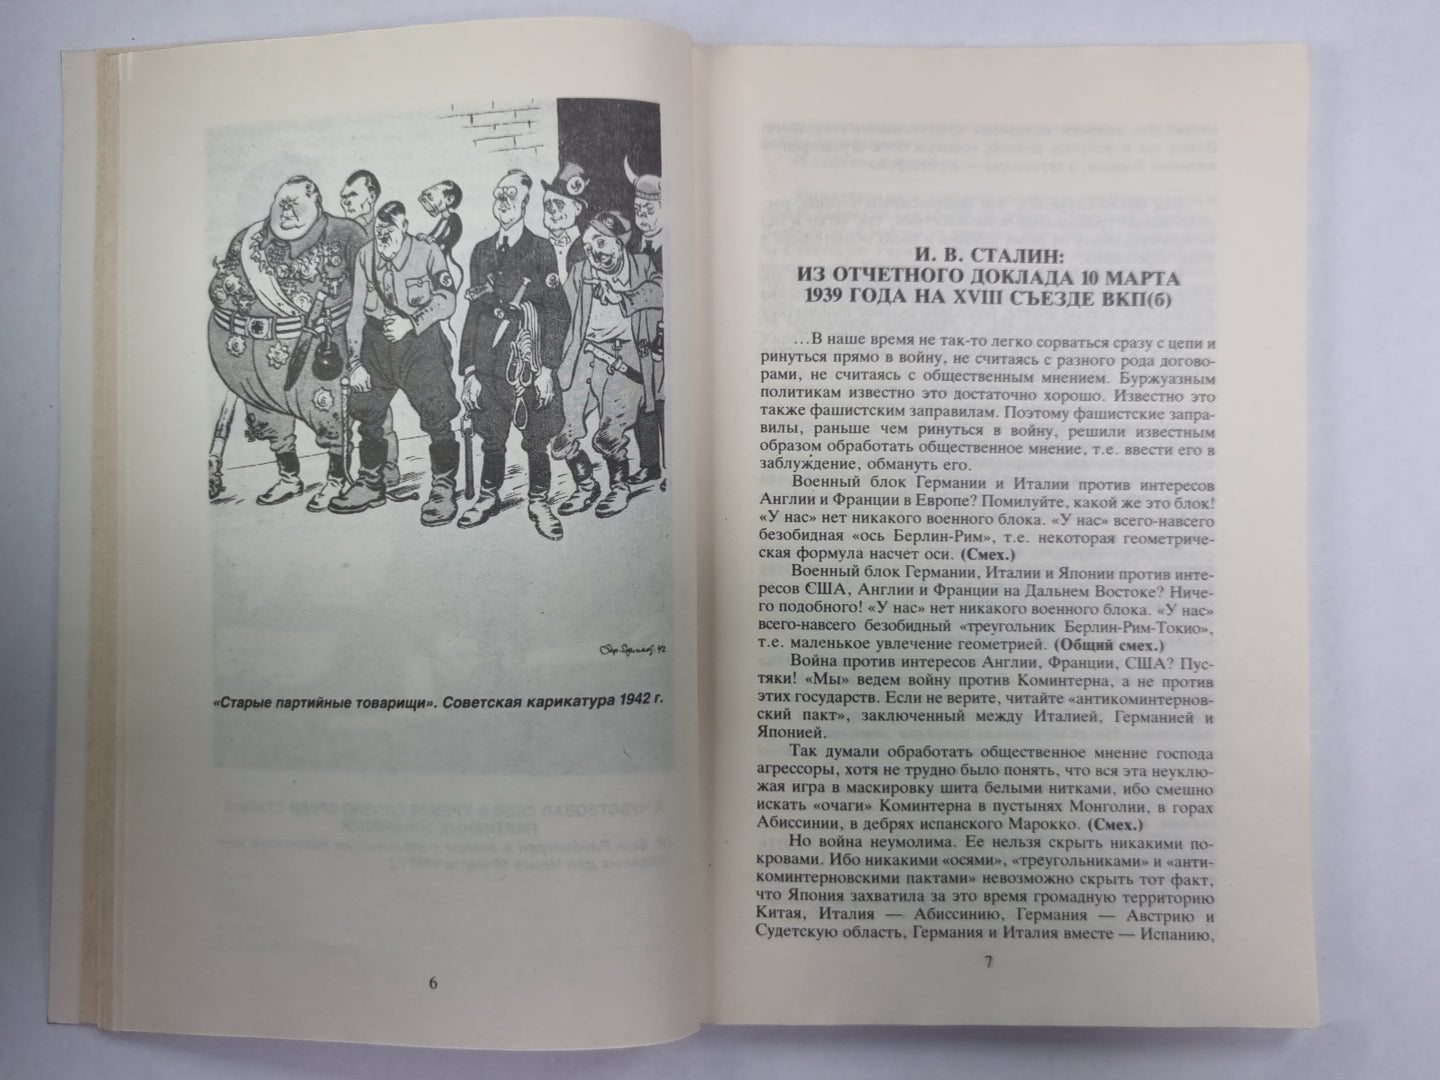 «Старые партийные товарищи». Советская карикатура 1942 г.
6
И. В. СТАЛИН:
ИЗ ОТЧЕТНОГО ДОКЛАДА 10 МАРТА
1939 ГОДА НА XVIII СЪЕЗДЕ ВКП(б)
...В наше время не так-то легко сорваться сразу с цепи и
ринуться прямо в войну, не считаясь с разного рода догово-
рами, не считаясь с общественным мнением. Буржуазным
политикам известно это достаточно хорошо. Известно это
также фашистским заправилам. Поэтому фашистские запра-
вилы, раньше чем ринуться в войну, решили известным
образом обработать общественное мнение, т.е. ввести его в
заблуждение, обмануть его.
Военный блок Германии и Италии против интересов
Англии и Франции в Европе? Помилуйте, какой же это блок!
«У нас» нет никакого военного блока. «У нас» всего-навсего
безобидная «ось Берлин-Рим», т.е. некоторая геометриче-
ская формула насчет оси. (Смех.)
Военный блок Германии, Италии и Японии против инте-
ресов США, Англии и Франции на Дальнем Востоке? Ниче-
го подобного! «У нас» нет никакого военного блока. «У нас»
всего-навсего безобидный «треугольник Берлин-Рим-Токио»,
т.е. маленькое увлечение геометрией. (Общий смех.)
Война против интересов Англии, Франции, США? Пус-
тяки! «Мы» ведем войну против Коминтерна, а не против
этих государств. Если не верите, читайте «антикоминтернов-
ский пакт», заключенный между Италией, Германией и
Японией.
Так думали обработать общественное мнение господа
агрессоры, хотя не трудно было понять, что вся эта неуклю-
жая игра в маскировку шита белыми нитками, ибо смешно
искать «очаги» Коминтерна в пустынях Монголии, в горах
Абиссинии, в дебрях испанского Марокко. (Смех.)
Но война неумолима. Ее нельзя скрыть никакими по-
кровами. Ибо никакими «осями», «треугольниками» и «анти-
коминтерновскими пактами» невозможно скрыть тот факт,
что Япония захватила за это время громадную территорию
Китая, Италия — Абиссинию, Германия — Австрию и
Судетскую область, Германия и Италия вместе — Испанию,
7